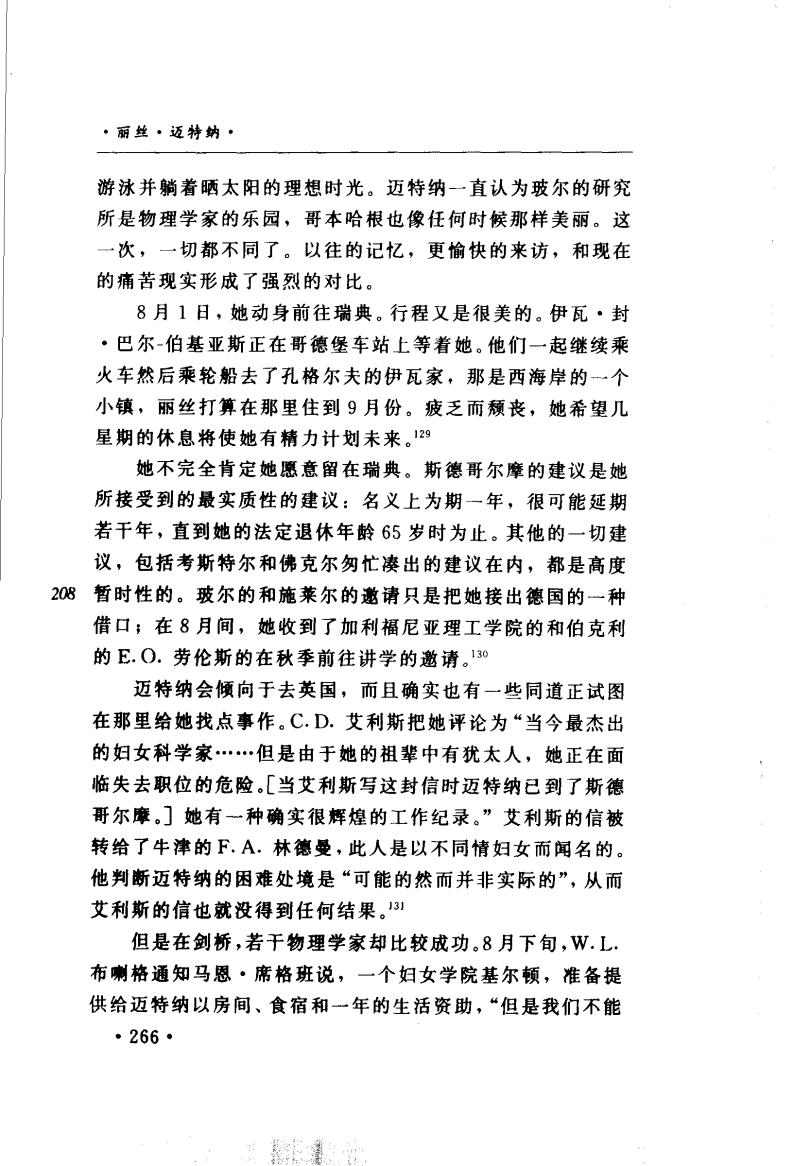 ·丽丝·迈特纳·
游泳并躺着晒太阳的理想时光。迈特纳一直认为玻尔的研究
所是物理学家的乐园，哥本哈根也像任何时候那样美丽。这
一次，一切都不同了。以往的记忆，更愉快的来访，和现在
的痛苦现实形成了强烈的对比。
8月1日，她动身前往瑞典。行程又是很美的。伊瓦·封
·巴尔-伯基亚斯正在哥德堡车站上等着她。他们一起继续乘
火车然后乘轮船去了孔格尔夫的伊瓦家，那是西海岸的一个
小镇，丽丝打算在那里住到9月份。疲乏而颓丧，她希望几
星期的休息将使她有精力计划未来。129
她不完全肯定她愿意留在瑞典。斯德哥尔摩的建议是她
所接受到的最实质性的建议：名义上为期一年，很可能延期
若干年，直到她的法定退休年龄65岁时为止。其他的一切建
议，包括考斯特尔和佛克尔匆忙凑出的建议在内，都是高度
208 暂时性的。玻尔的和施莱尔的邀请只是把她接出德国的一种
借口；在8月间，她收到了加利福尼亚理工学院的和伯克利
的E.O.劳伦斯的在秋季前往讲学的邀请。130
迈特纳会倾向于去英国，而且确实也有一些同道正试图
在那里给她找点事作。C.D.艾利斯把她评论为“当今最杰出
的妇女科学家……但是由于她的祖辈中有犹太人，她正在面
临失去职位的危险。[当艾利斯写这封信时迈特纳已到了斯德
哥尔摩。]她有一种确实很辉煌的工作纪录。”艾利斯的信被
转给了牛津的F.A.林德曼，此人是以不同情妇女而闻名的。
他判断迈特纳的困难处境是“可能的然而并非实际的”，从而
艾利斯的信也就没得到任何结果。131
但是在剑桥，若干物理学家却比较成功。8月下旬，W.L.
布喇格通知马恩·席格班说，一个妇女学院基尔顿，准备提
供给迈特纳以房间、食宿和一年的生活资助，“但是我们不能
·266·